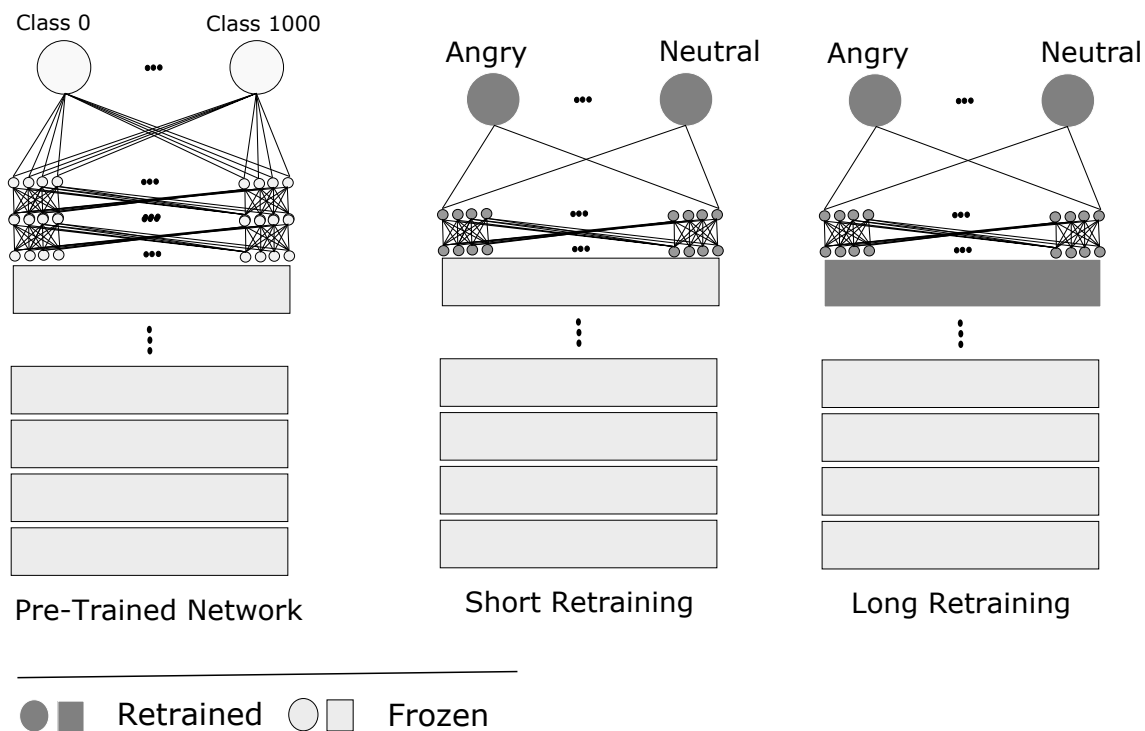 Class 0
Class 1000
Angry
Neutral
Angry
Neutral
Pre-Trained Network
Short Retraining
Long Retraining
Retrained
Frozen